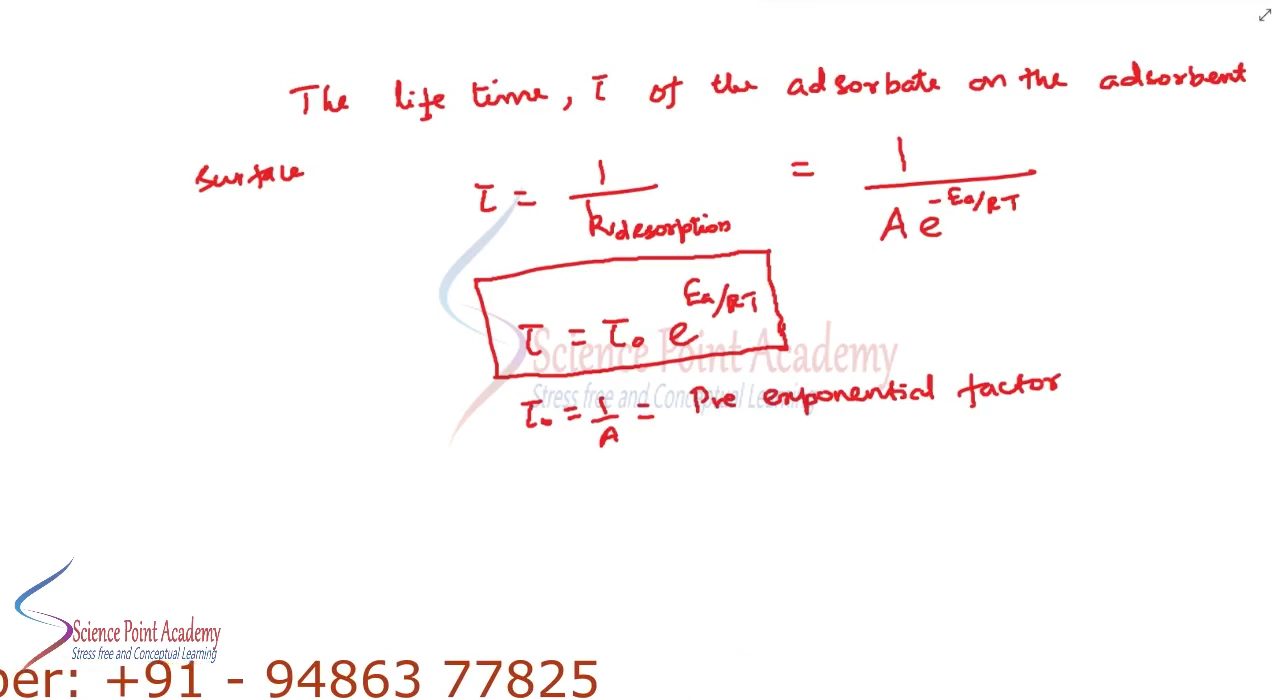 The life time, τ of the adsorbate on the adsorbent
surface τ = 1/k desorption = 1/A e^-Ea/RT
τ = τ₀ e^Ea/RT
Science Point Academy
Stress free and Conceptual Learning
τ₀ = 1/A = Pre exponential factor
Science Point Academy
Stress free and Conceptual Learning
ber: +91 - 94863 77825